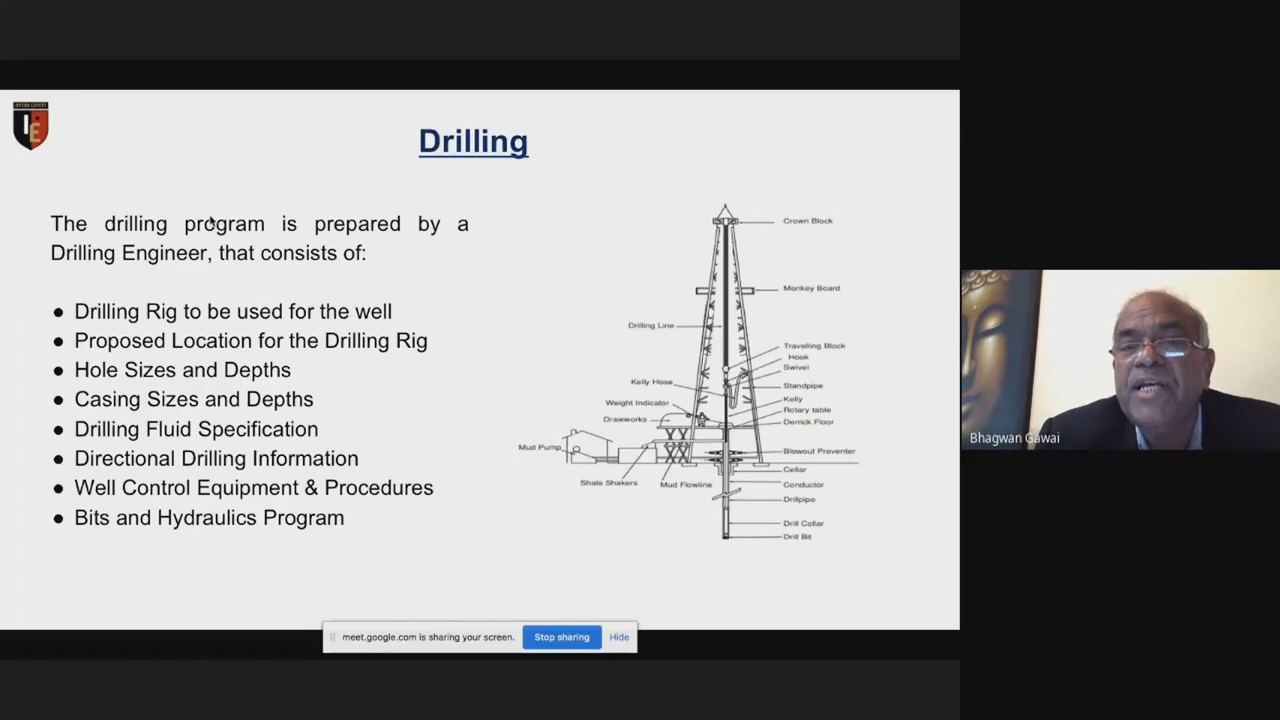 IE
Drilling
The drilling program is prepared by a
Drilling Engineer, that consists of:
● Drilling Rig to be used for the well
● Proposed Location for the Drilling Rig
● Hole Sizes and Depths
● Casing Sizes and Depths
● Drilling Fluid Specification
● Directional Drilling Information
● Well Control Equipment & Procedures
● Bits and Hydraulics Program
Crown Block
Monkey Board
Drilling Line
Travelling Block
Hook
Swivel
Kelly Hose
Standpipe
Kelly
Weight Indicator
Rotary table
Drawworks
Derrick Floor
Mud Pump
Blowout Preventer
Cellar
Shale Shakers
Mud Flowline
Conductor
Drillpipe
Drill Collar
Drill Bit
Bhagwan Gawai
meet.google.com is sharing your screen.
Stop sharing
Hide